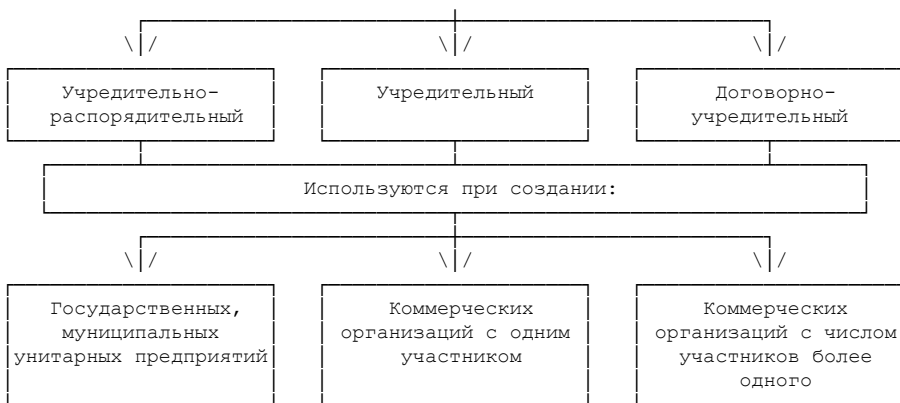 Учредительно-
распорядительный
Учредительный
Договорно-
учредительный
Используются при создании:
Государственных,
муниципальных
унитарных предприятий
Коммерческих
организаций с одним
участником
Коммерческих
организаций с числом
участников более
одного